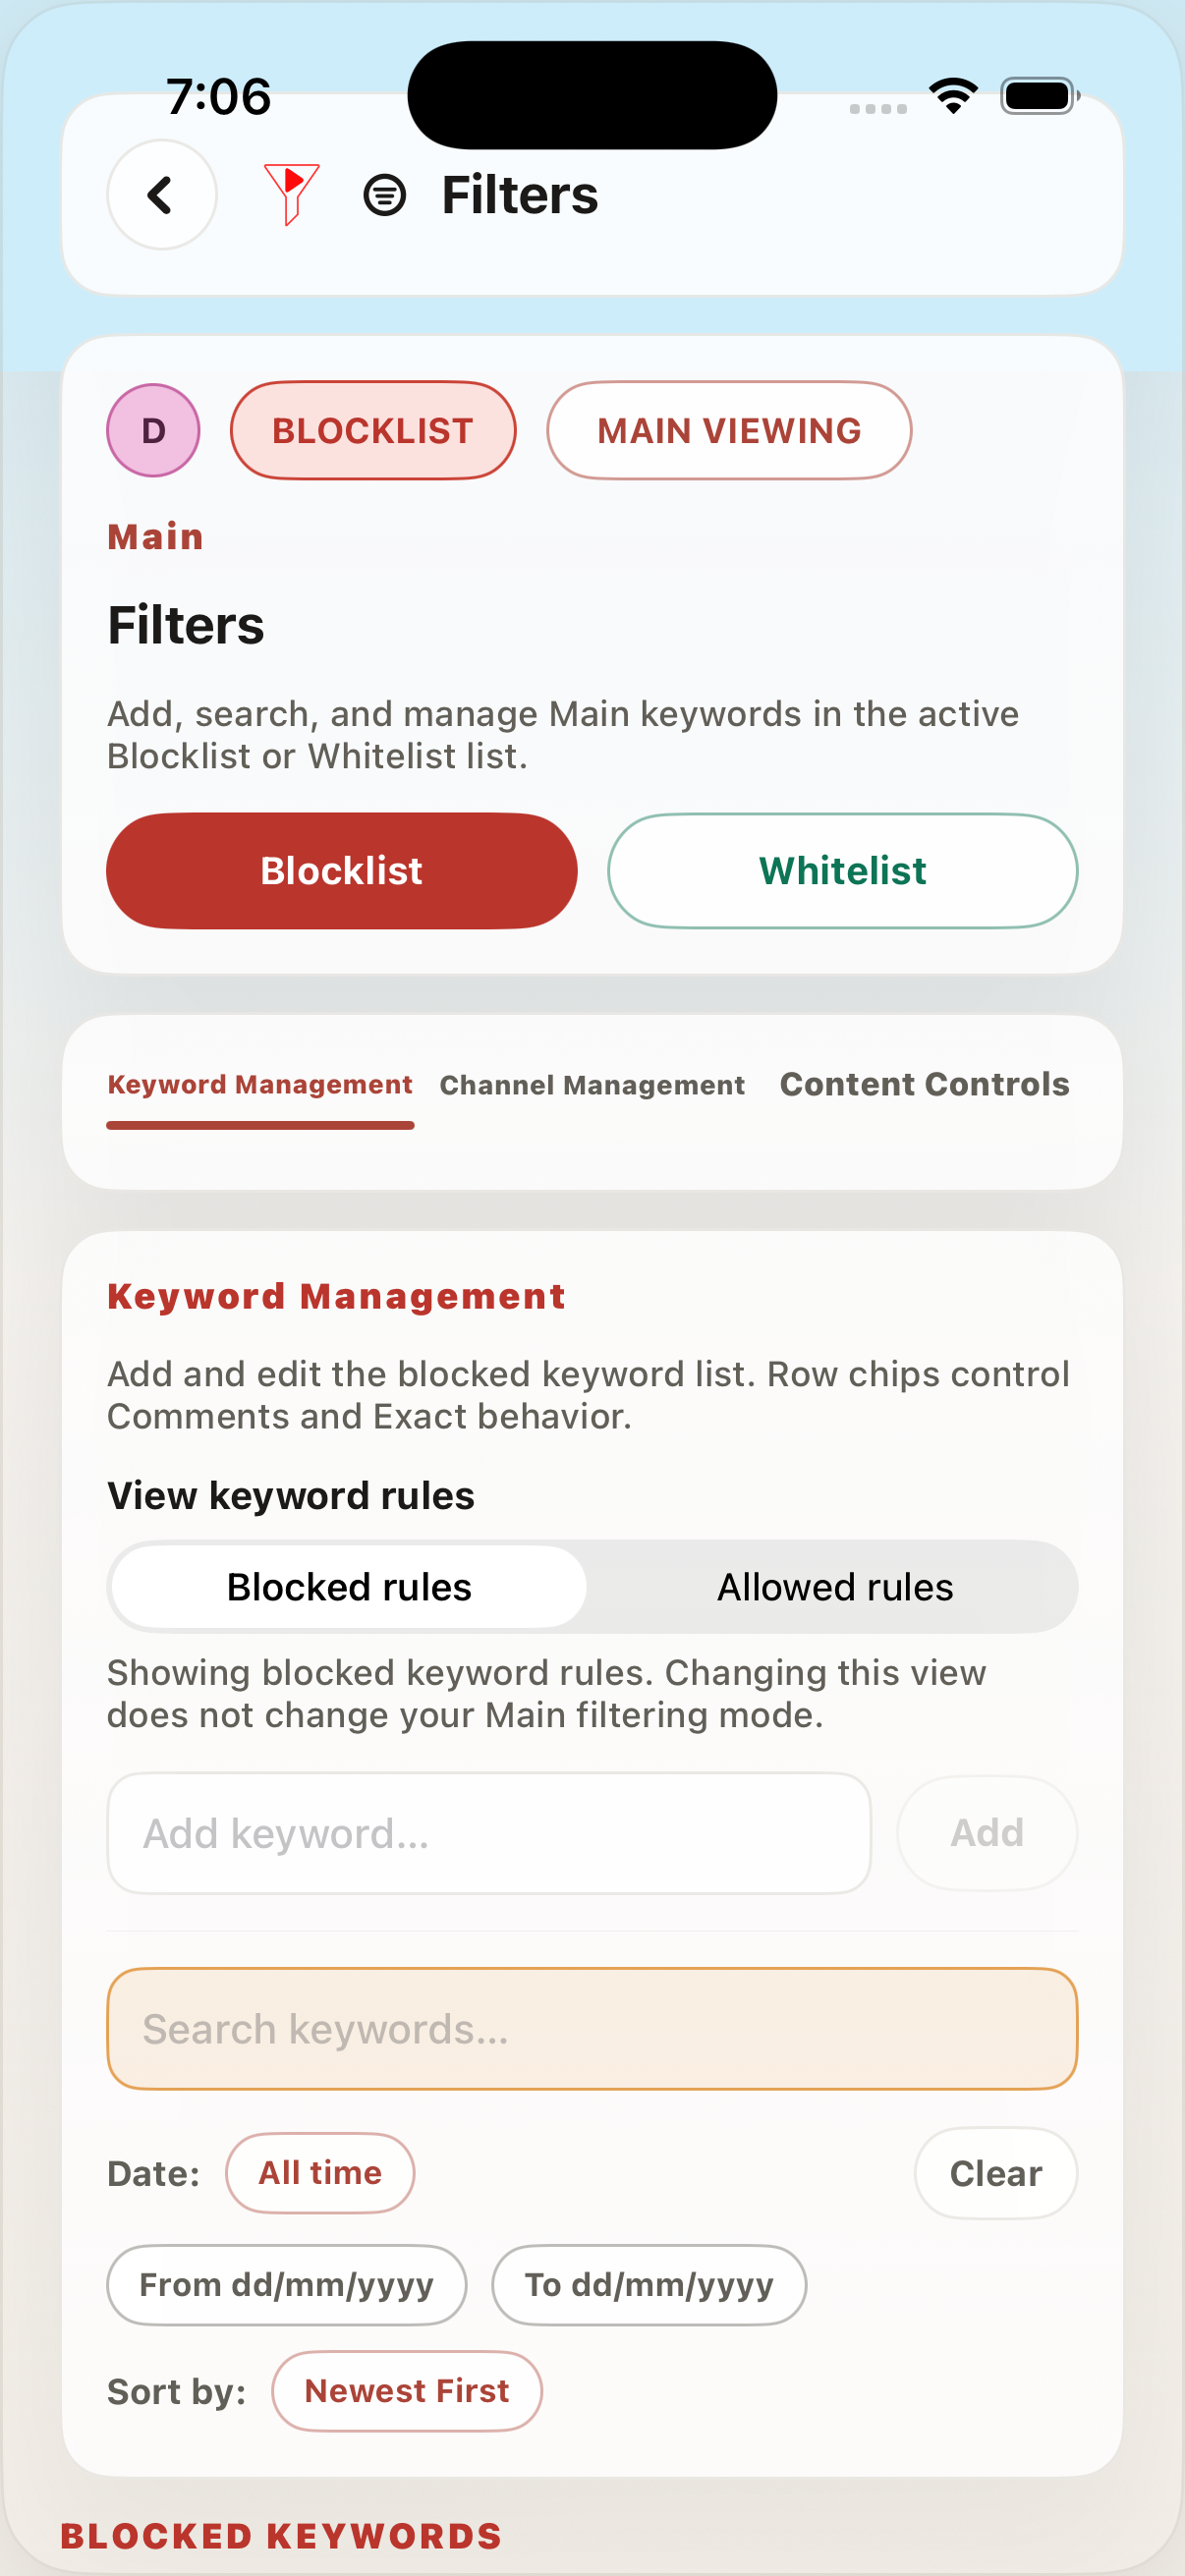 7:06
Filters
D BLOCKLIST MAIN VIEWING
Main
Filters
Add, search, and manage Main keywords in the active
Blocklist or Whitelist list.
Blocklist Whitelist
Keyword Management Channel Management Content Controls
Keyword Management
Add and edit the blocked keyword list. Row chips control
Comments and Exact behavior.
View keyword rules
Blocked rules Allowed rules
Showing blocked keyword rules. Changing this view
does not change your Main filtering mode.
Add keyword... Add
Search keywords...
Date: All time Clear
From dd/mm/yyyy To dd/mm/yyyy
Sort by: Newest First
BLOCKED KEYWORDS